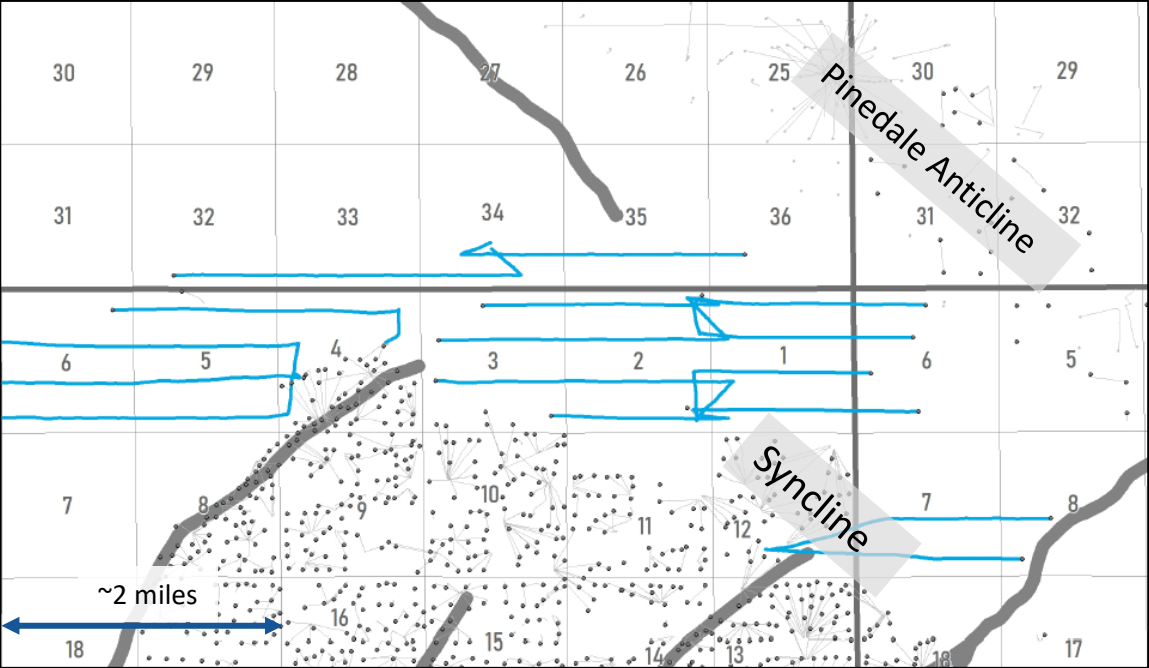 30 29 28 27 26 25 30 29
Pinedale Anticline
31 32 33 34 35 36 31 32
6 5 4 3 2 1 6 5
Syncline
7 8 9 10 11 12 7 8
~2 miles
18 16 15 14 13 18 17